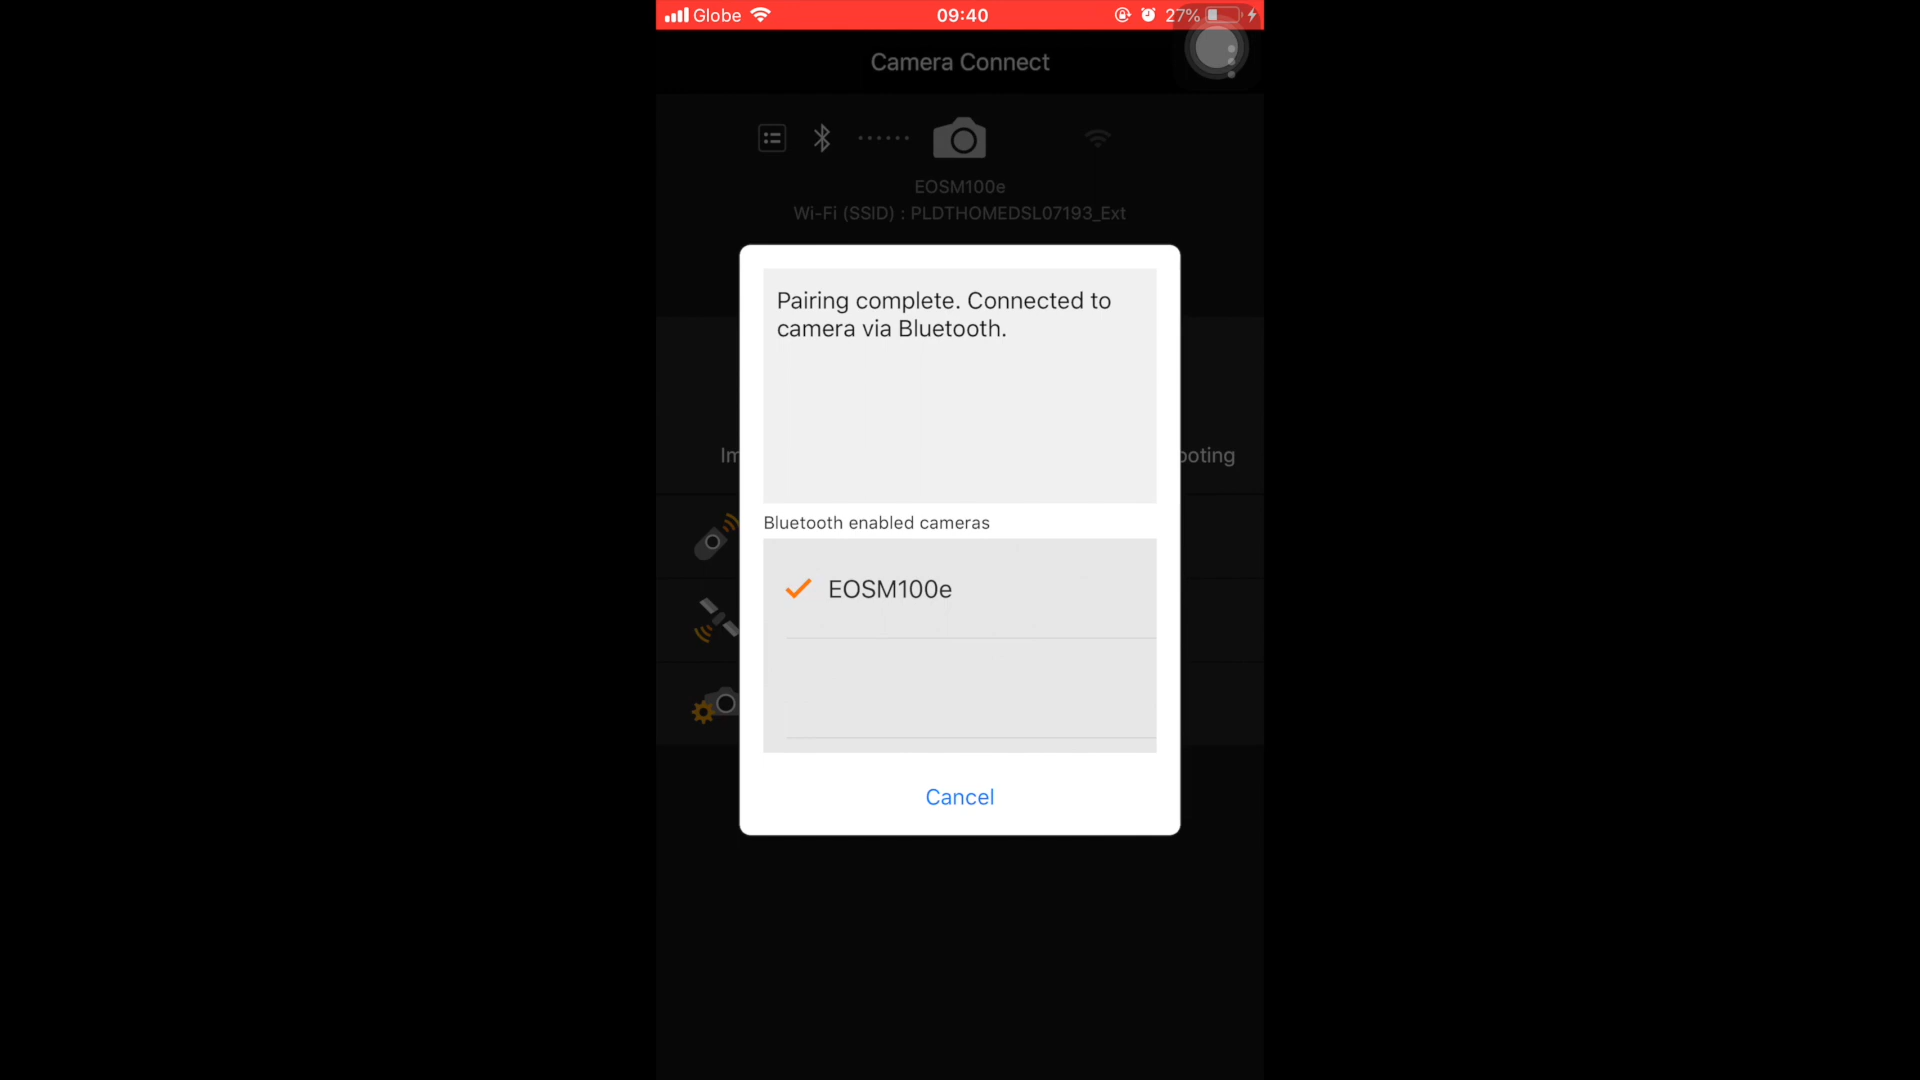 Globe 09:40 27%
Camera Connect
EOSM100e
Wi-Fi (SSID) : PLDTHOMEDSL07193_Ext
Pairing complete. Connected to
camera via Bluetooth.
Im
ooting
Bluetooth enabled cameras
EOSM100e
Cancel